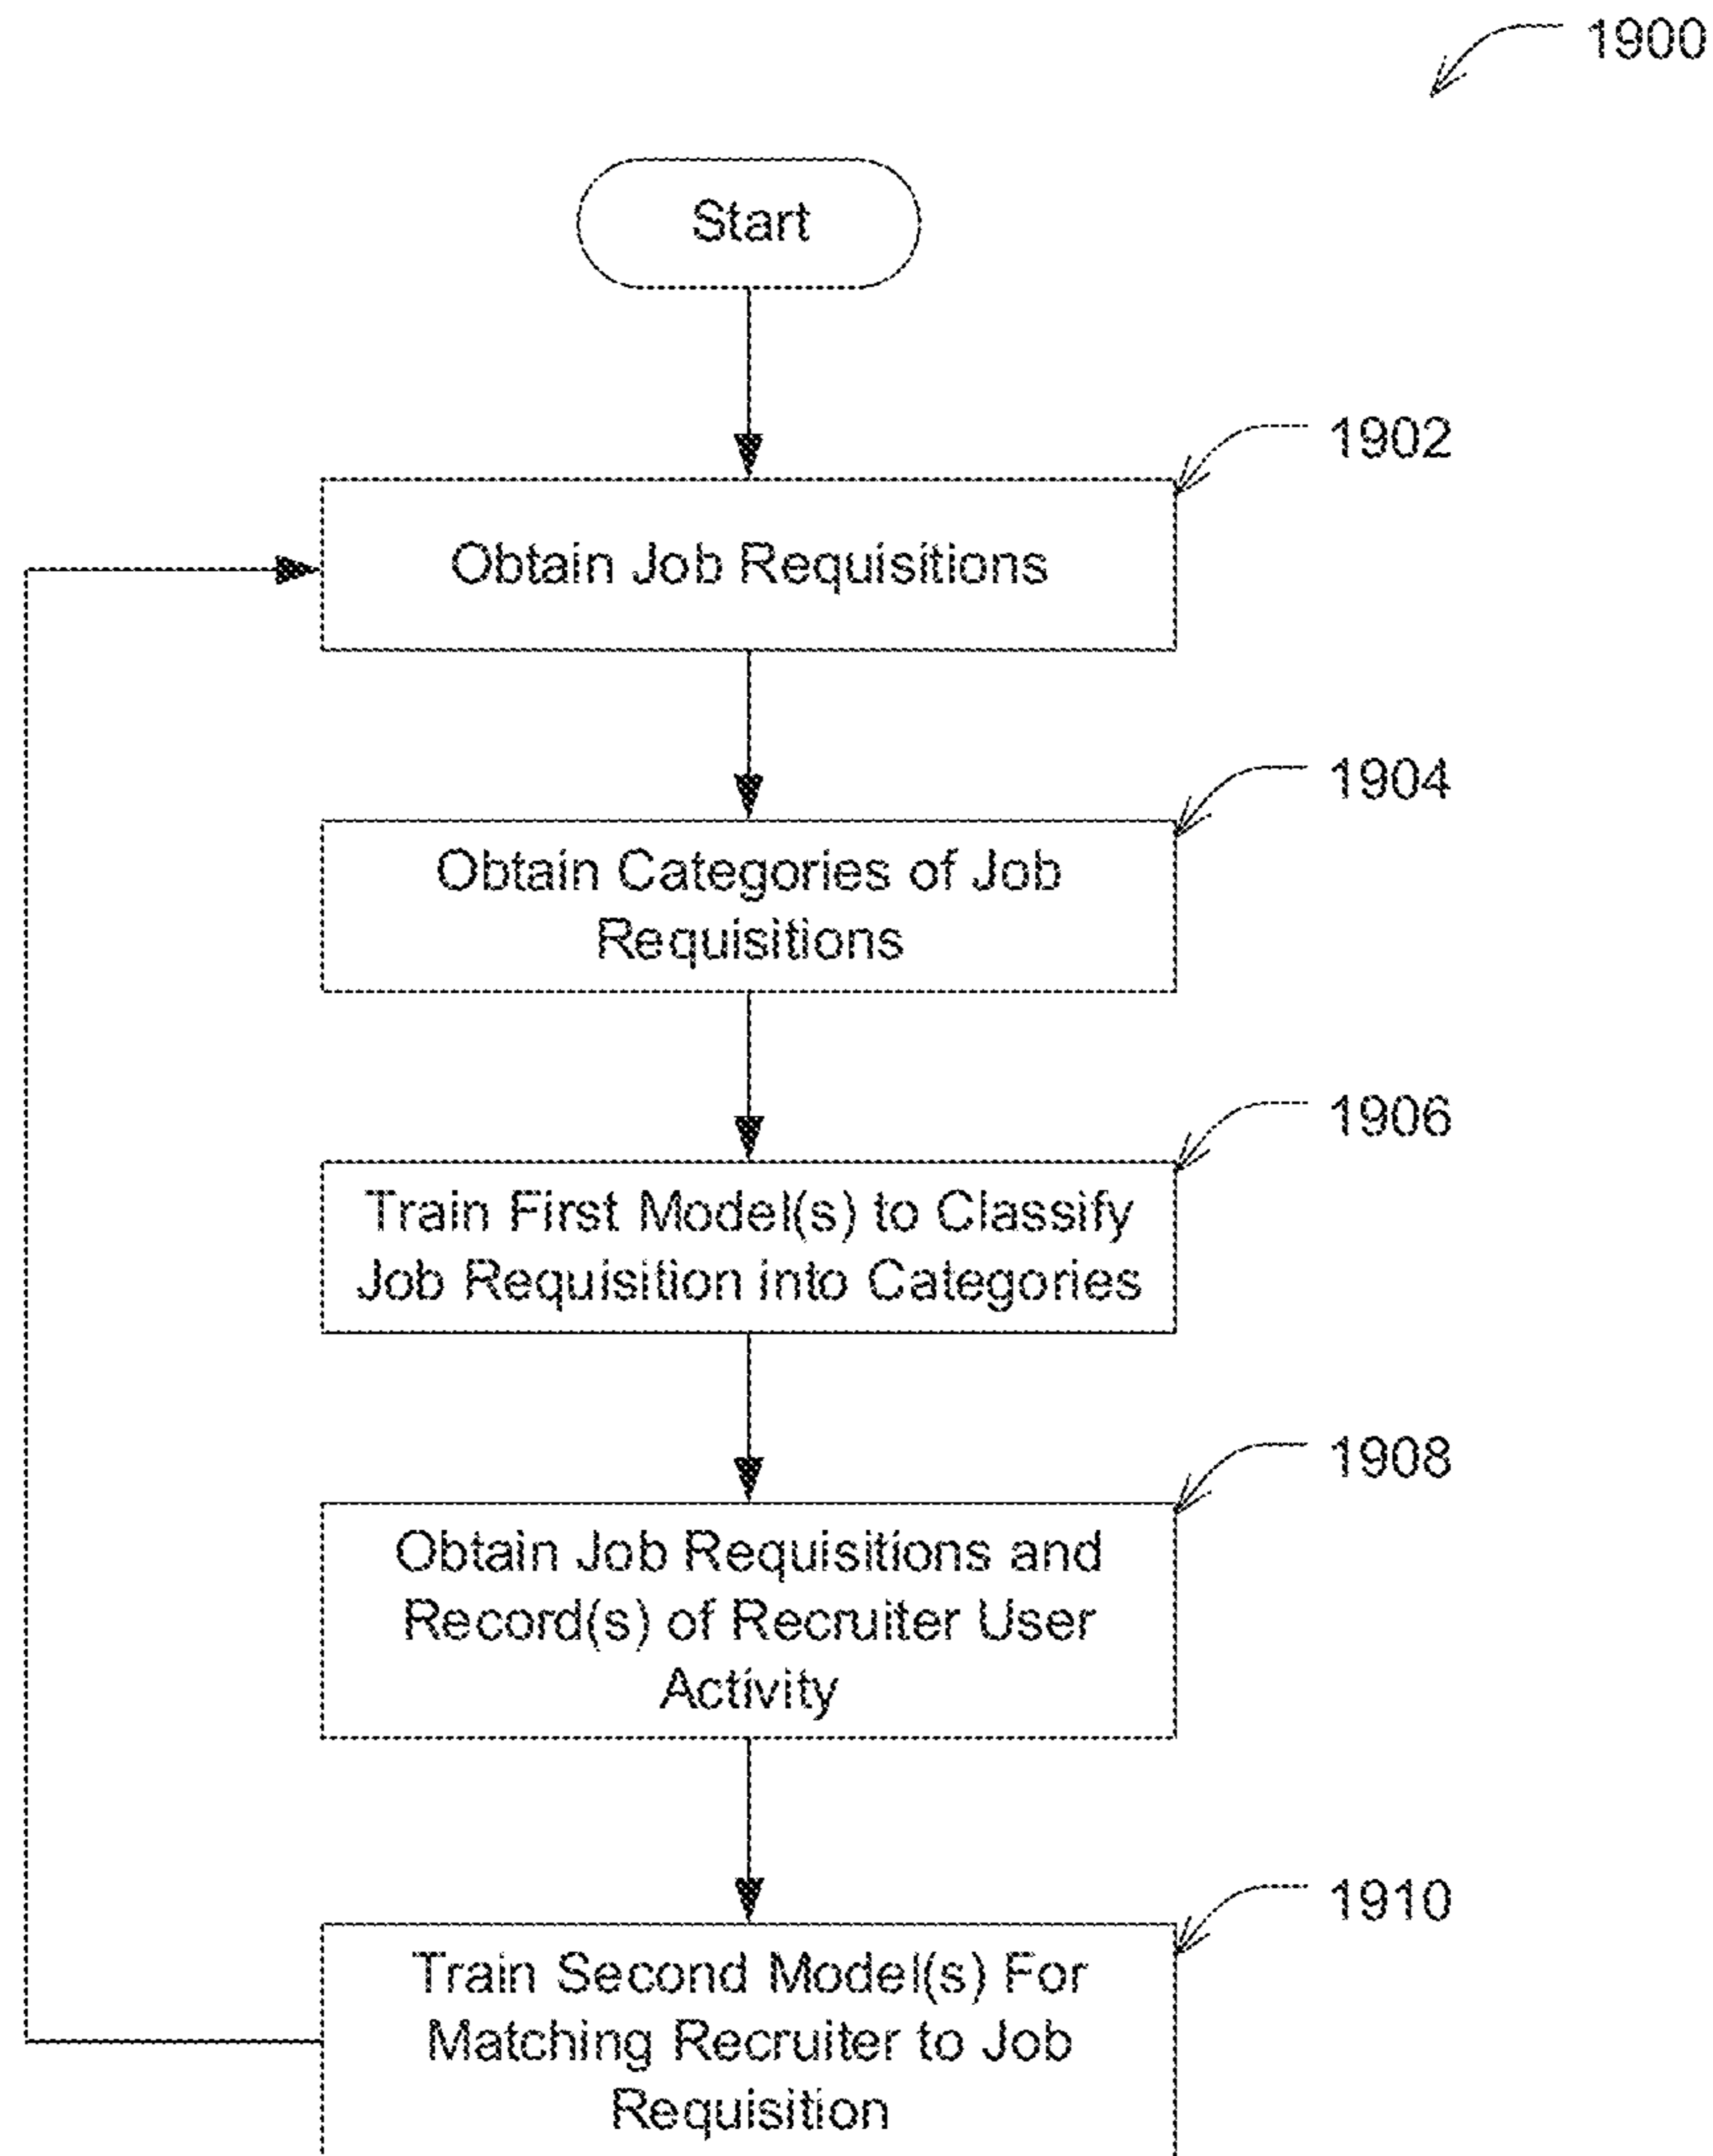 1900
Start
1902
Obtain Job Requisitions
1904
Obtain Categories of Job
Requisitions
1906
Train First Model(s) to Classify
Job Requisition into Categories
1908
Obtain Job Requisitions and
Record(s) of Recruiter User
Activity
1910
Train Second Model(s) For
Matching Recruiter to Job
Requisition